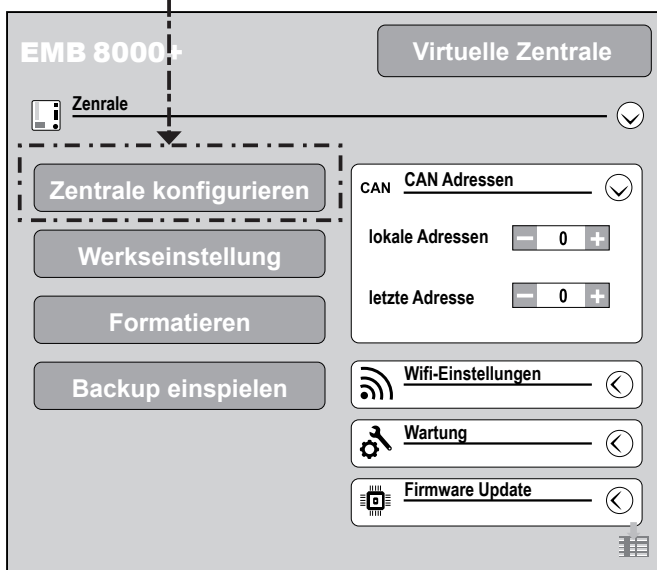 EMB 8000+
Virtuelle Zentrale
Zenrale
Zentrale konfigurieren
Werkseinstellung
Formatieren
Backup einspielen
CAN CAN Adressen
lokale Adressen − 0 +
letzte Adresse − 0 +
Wifi-Einstellungen
Wartung
Firmware Update